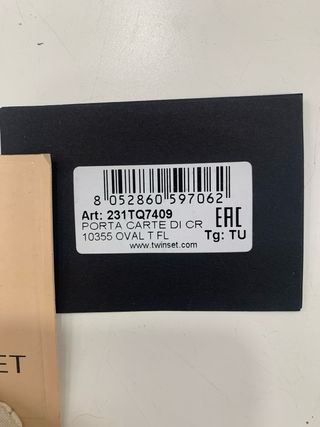 8 052860 597062
Art: 231TQ7409
EAC
PORTA CARTE DI CR
10355 OVAL T FL
Tg: TU
www.twinset.com
ET